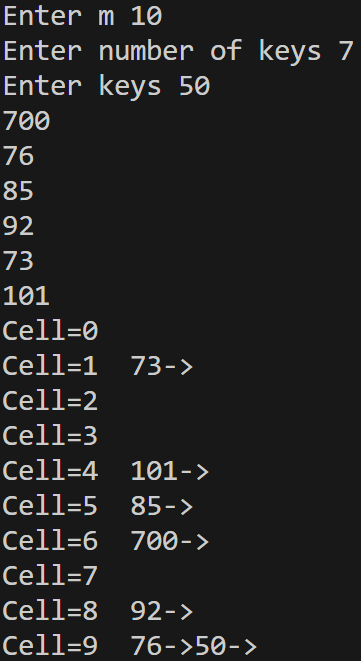 Enter m 10
Enter number of keys 7
Enter keys 50
700
76
85
92
73
101
Cell=0
Cell=1  73->
Cell=2
Cell=3
Cell=4  101->
Cell=5  85->
Cell=6  700->
Cell=7
Cell=8  92->
Cell=9  76->50->